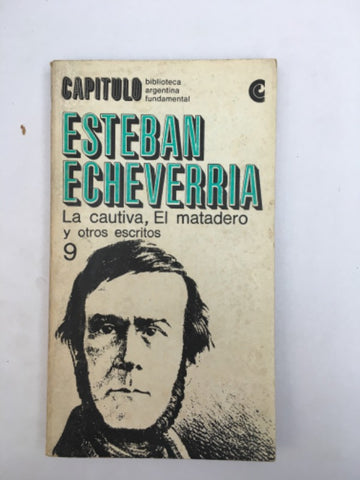 CAPITULO
biblioteca
argentina
fundamental
ESTEBAN
ECHEVERRIA
La cautiva, El matadero
y otros escritos
9